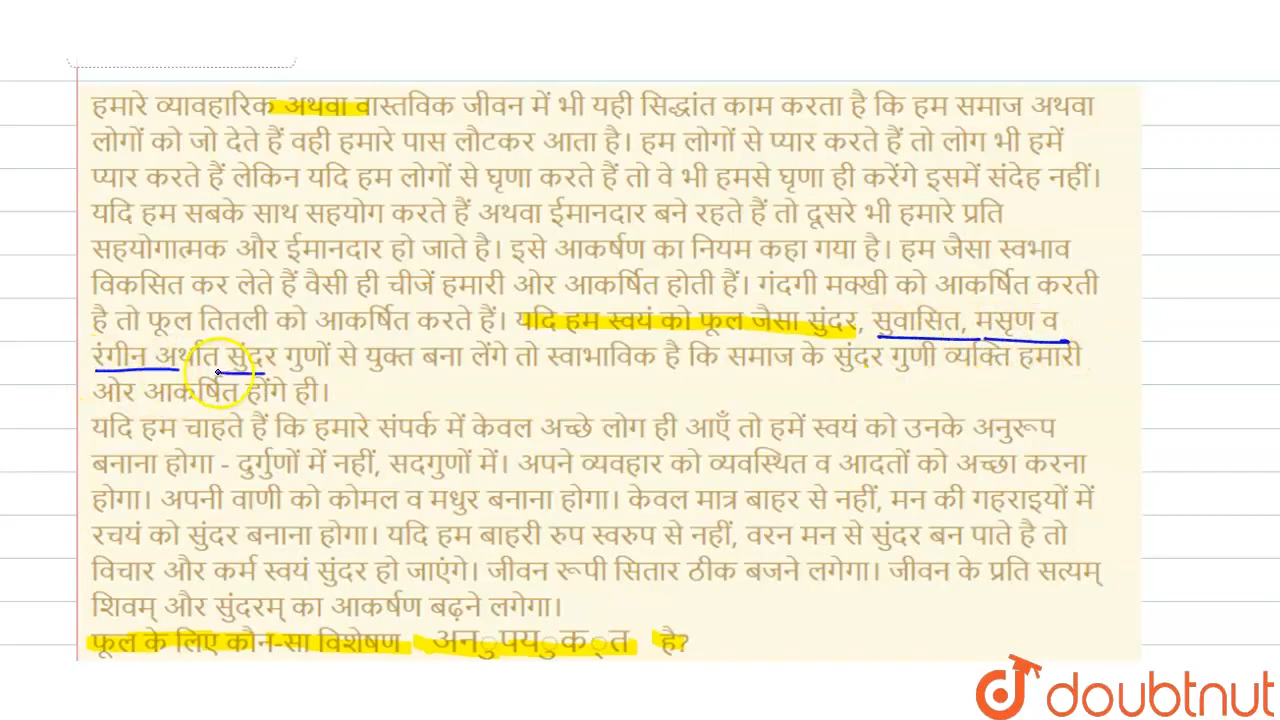 हमारे व्यावहारिक अथवा वास्तविक जीवन में भी यही सिद्धांत काम करता है कि हम समाज अथवा
लोगों को जो देते हैं वही हमारे पास लौटकर आता है। हम लोगों से प्यार करते हैं तो लोग भी हमें
प्यार करते हैं लेकिन यदि हम लोगों से घृणा करते हैं तो वे भी हमसे घृणा ही करेंगे इसमें संदेह नहीं।
यदि हम सबके साथ सहयोग करते हैं अथवा ईमानदार बने रहते हैं तो दूसरे भी हमारे प्रति
सहयोगात्मक और ईमानदार हो जाते है। इसे आकर्षण का नियम कहा गया है। हम जैसा स्वभाव
विकसित कर लेते हैं वैसी ही चीजें हमारी ओर आकर्षित होती हैं। गंदगी मक्खी को आकर्षित करती
है तो फूल तितली को आकर्षित करते हैं। यदि हम स्वयं को फूल जैसा सुंदर, सुवासित, मसृण व
रंगीन अर्थात सुंदर गुणों से युक्त बना लेंगे तो स्वाभाविक है कि समाज के सुंदर गुणी व्यक्ति हमारी
ओर आकर्षित होंगे ही।
यदि हम चाहते हैं कि हमारे संपर्क में केवल अच्छे लोग ही आएँ तो हमें स्वयं को उनके अनुरूप
बनाना होगा - दुर्गुणों में नहीं, सदगुणों में। अपने व्यवहार को व्यवस्थित व आदतों को अच्छा करना
होगा। अपनी वाणी को कोमल व मधुर बनाना होगा। केवल मात्र बाहर से नहीं, मन की गहराइयों में
रचयं को सुंदर बनाना होगा। यदि हम बाहरी रुप स्वरुप से नहीं, वरन मन से सुंदर बन पाते है तो
विचार और कर्म स्वयं सुंदर हो जाएंगे। जीवन रूपी सितार ठीक बजने लगेगा। जीवन के प्रति सत्यम्
शिवम् और सुंदरम् का आकर्षण बढ़ने लगेगा।
फूल के लिए कौन-सा विशेषण अन◌ुपय◌ुक◌्त है?
doubtnut